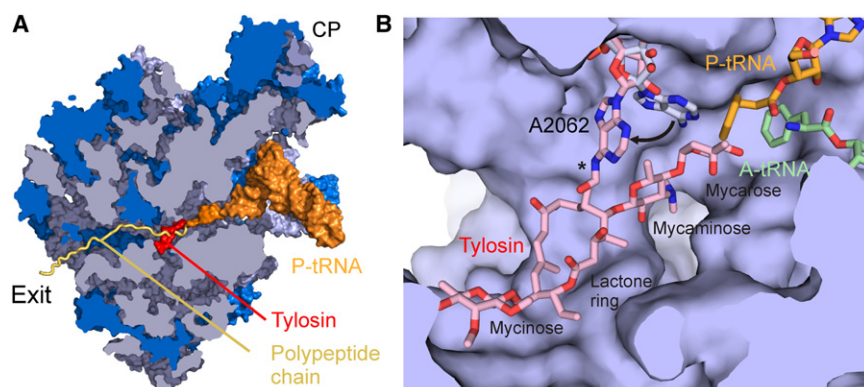 A
CP
P-tRNA
Exit
Tylosin
Polypeptide
chain
B
P-tRNA
A2062
*
A-tRNA
Mycarose
Mycaminose
Tylosin
Lactone
ring
Mycinose